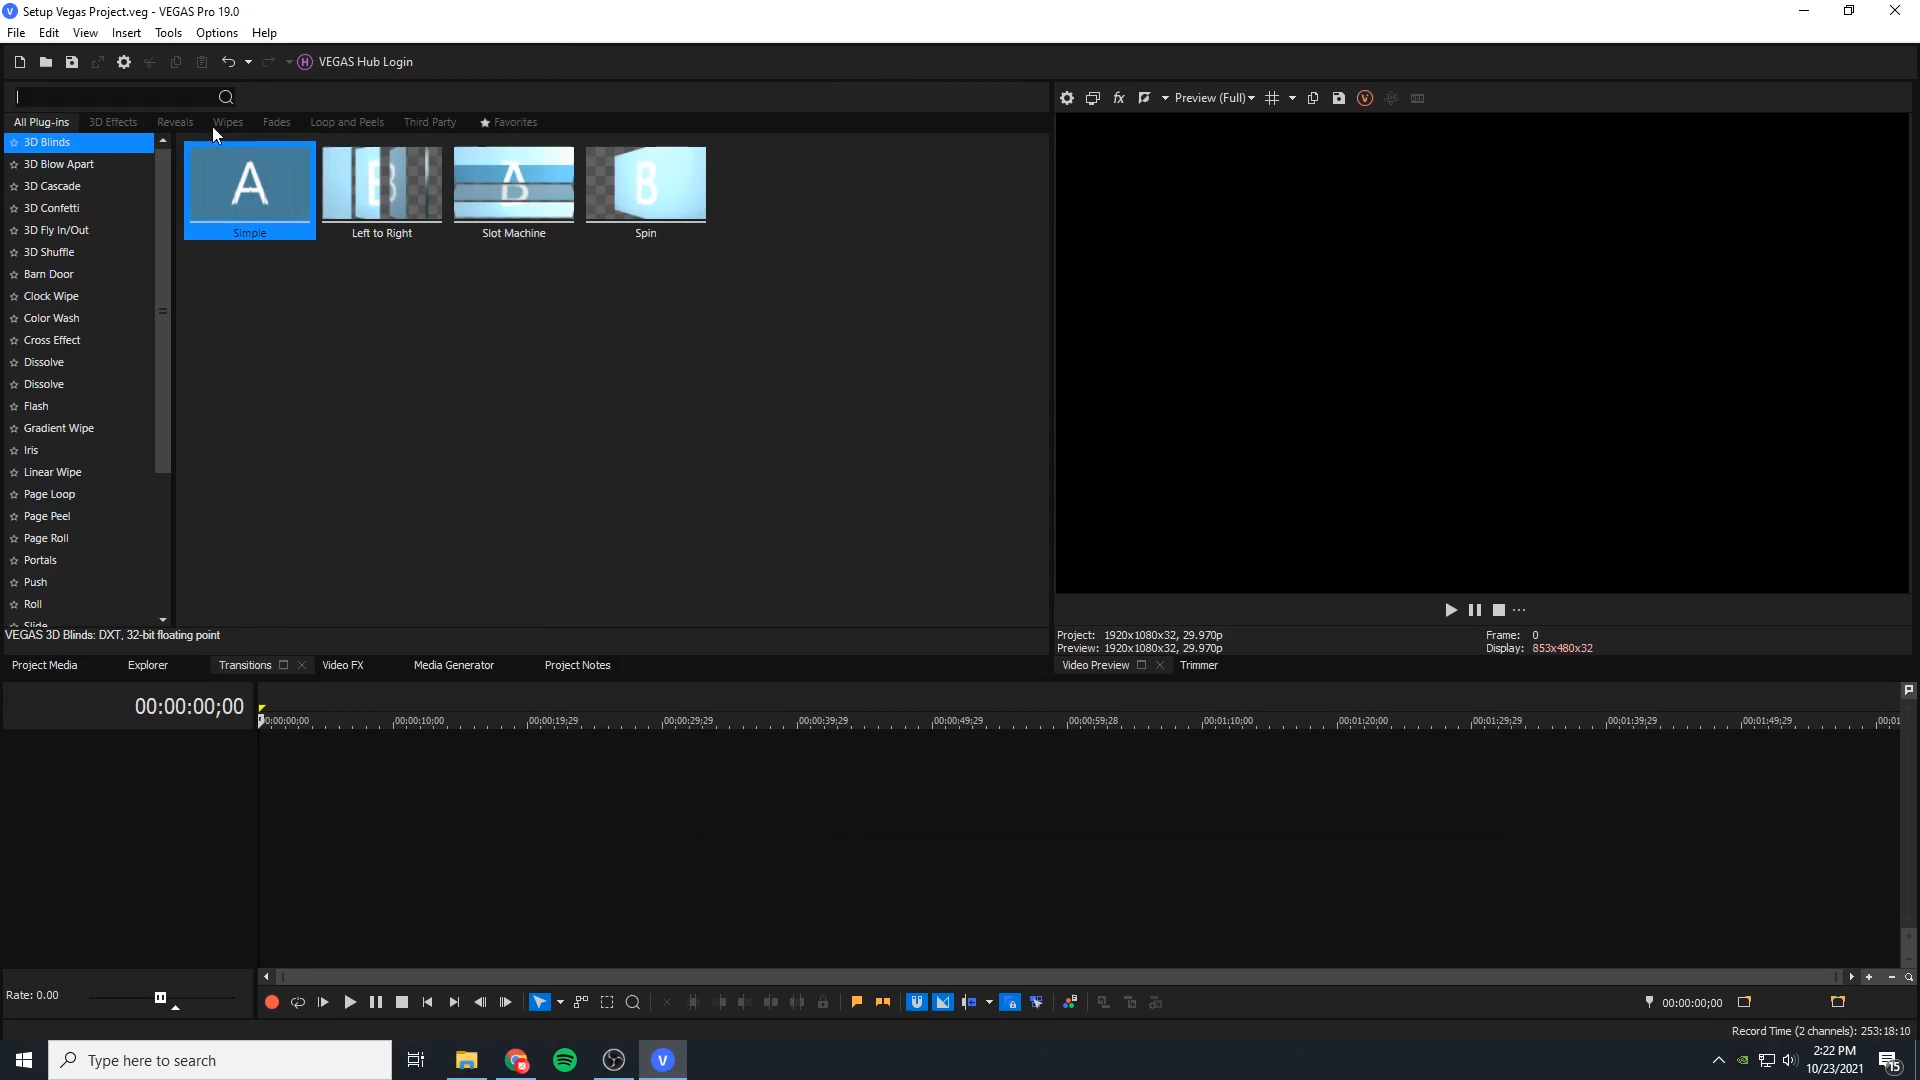 Setup Vegas Project.veg - VEGAS Pro 19.0
File Edit View Insert Tools Options Help
VEGAS Hub Login
Preview (Full)
All Plug-ins 3D Effects Reveals Wipes Fades Loop and Peels Third Party Favorites
3D Blinds
3D Blow Apart
3D Cascade
3D Confetti
3D Fly In/Out
3D Shuffle
Barn Door
Clock Wipe
Color Wash
Cross Effect
Dissolve
Dissolve
Flash
Gradient Wipe
Iris
Linear Wipe
Page Loop
Page Peel
Page Roll
Portals
Push
Roll
Slide
A B B B
Simple Left to Right Slot Machine Spin
VEGAS 3D Blinds: DXT, 32-bit floating point
Project: 1920x1080x32, 29.970p Frame: 0
Preview: 1920x1080x32, 29.970p Display: 853x480x32
Project Media Explorer Transitions Video FX Media Generator Project Notes Video Preview Trimmer
00:00:00;00
00:00:00;00 00:00:10;00 00:00:19;29 00:00:29;29 00:00:39;29 00:00:49;29 00:00:59;28 00:01:10;00 00:01:20;00 00:01:29;29 00:01:39;29 00:01:49;29 00:01
Rate: 0.00
00:00:00;00
Record Time (2 channels): 253:18:10
Type here to search
2:22 PM
10/23/2021
15